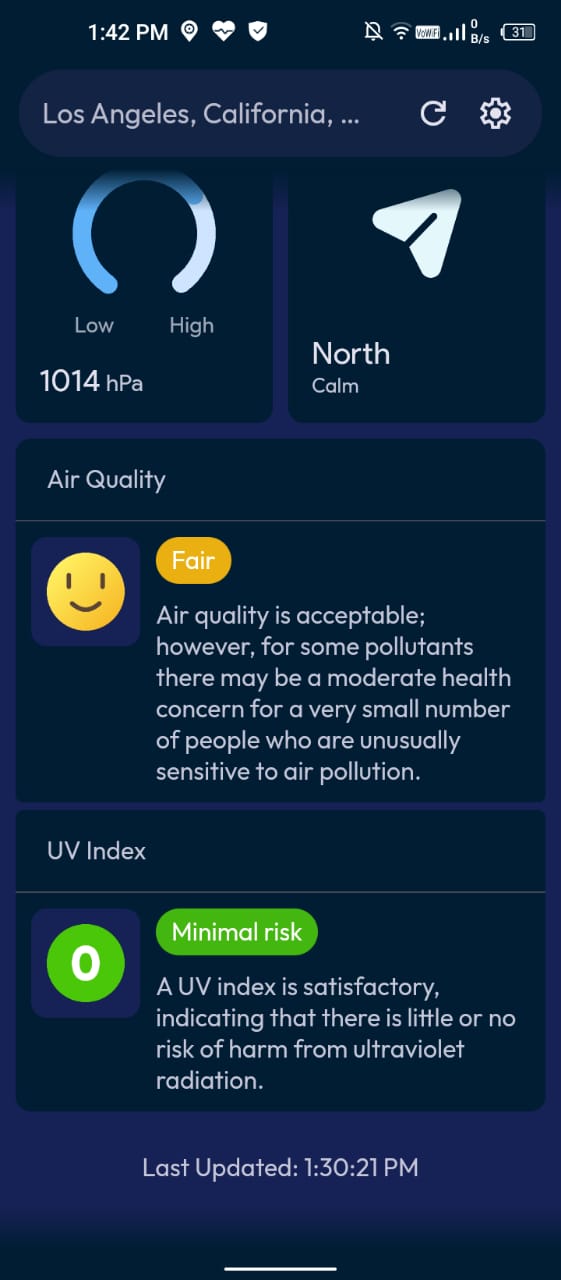 1:42 PM
VoWiFi
0
B/s
31
Los Angeles, California, ...
Low
High
1014 hPa
North
Calm
Air Quality
Fair
Air quality is acceptable;
however, for some pollutants
there may be a moderate health
concern for a very small number
of people who are unusually
sensitive to air pollution.
UV Index
0
Minimal risk
A UV index is satisfactory,
indicating that there is little or no
risk of harm from ultraviolet
radiation.
Last Updated: 1:30:21 PM